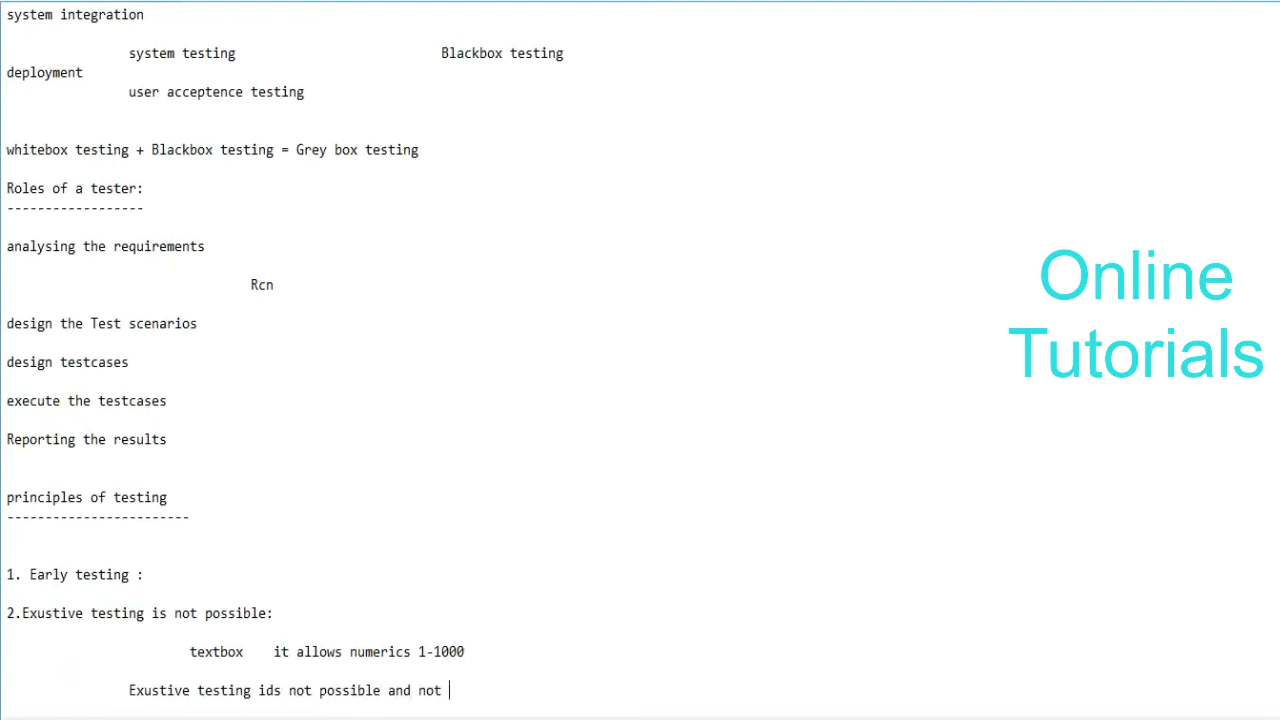 system integration
system testing Blackbox testing
deployment
user acceptence testing
whitebox testing + Blackbox testing = Grey box testing
Roles of a tester:
------------------
analysing the requirements
Rcn
design the Test scenarios
design testcases
execute the testcases
Reporting the results
principles of testing
------------------------
1. Early testing :
2.Exustive testing is not possible:
textbox it allows numerics 1-1000
Exustive testing ids not possible and not
Online
Tutorials